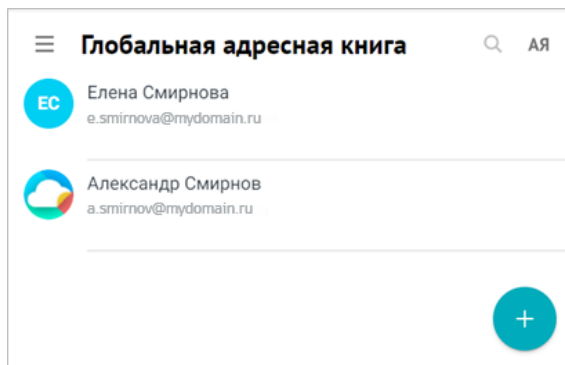 Глобальная адресная книга АЯ
ЕС Елена Смирнова
e.smirnova@mydomain.ru
Александр Смирнов
a.smirnov@mydomain.ru
+